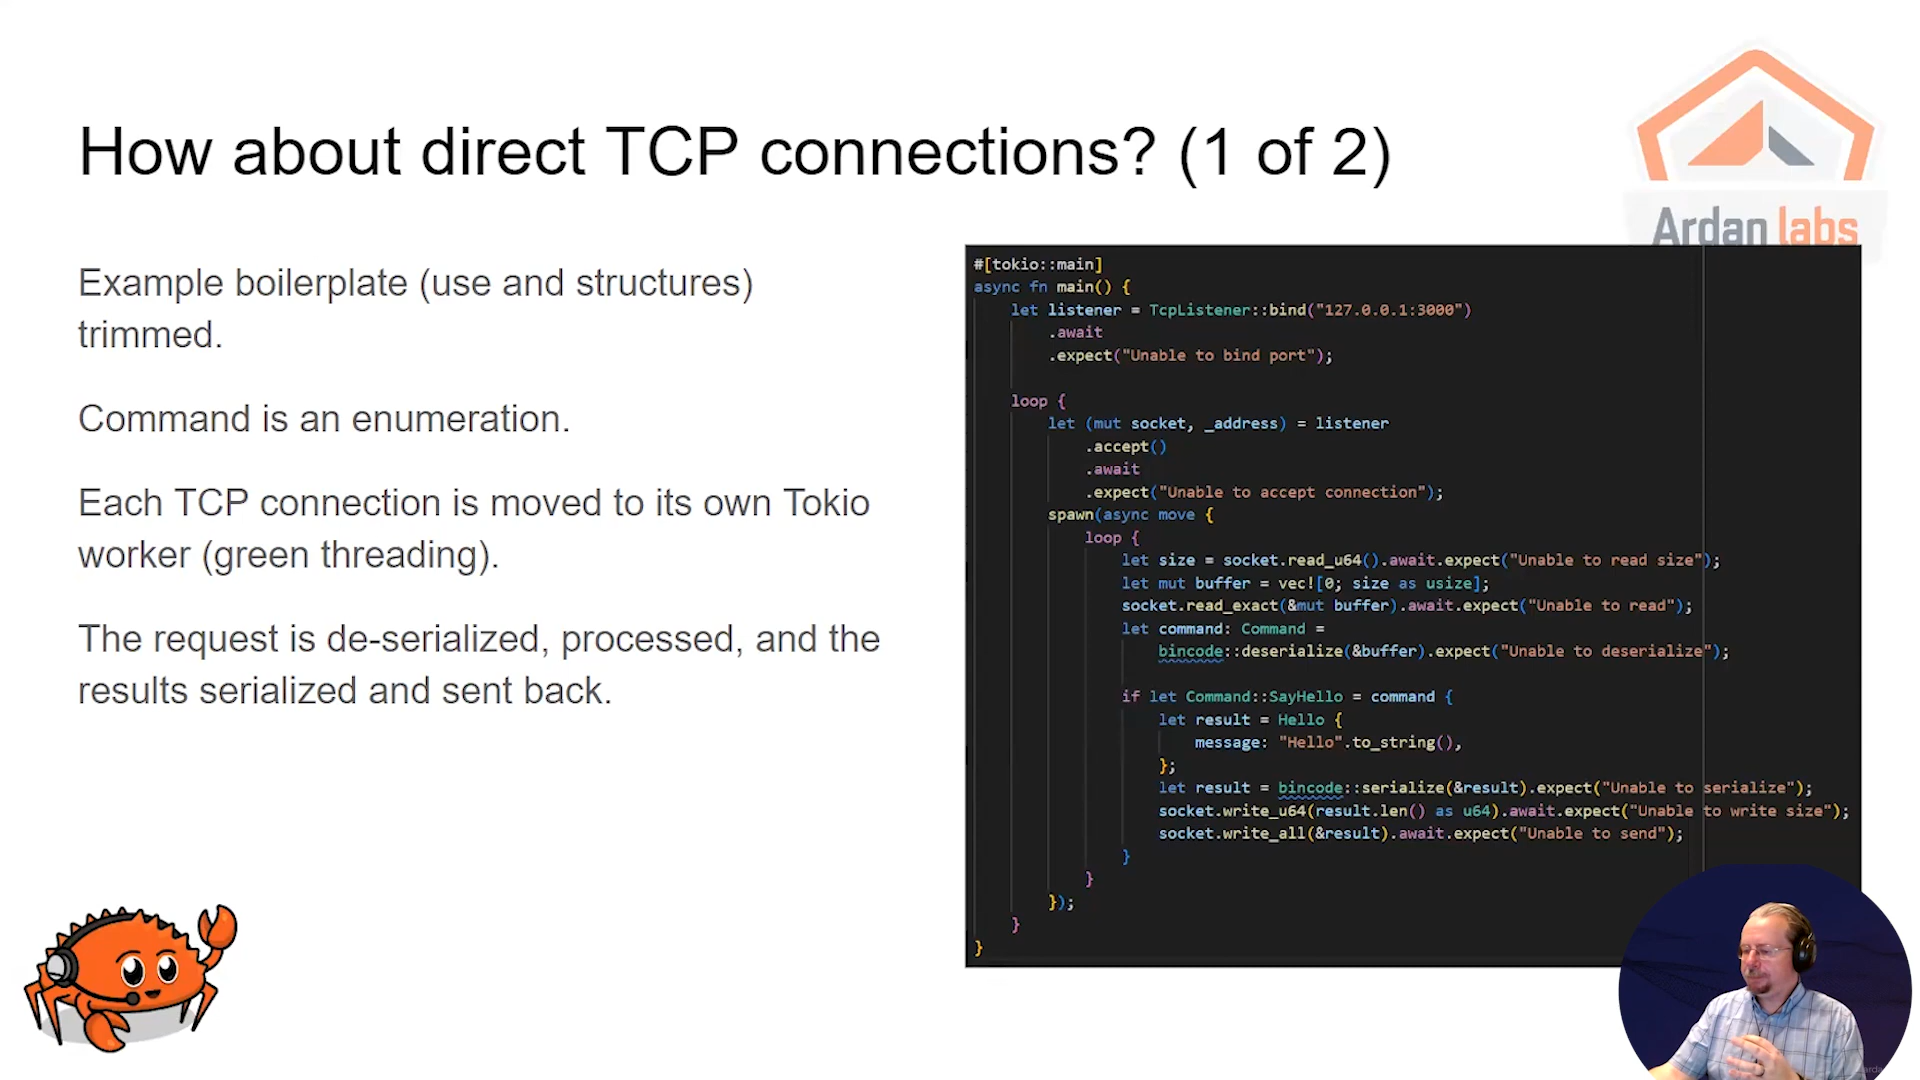 How about direct TCP connections? (1 of 2)
Ardan labs
Example boilerplate (use and structures)
trimmed.
Command is an enumeration.
Each TCP connection is moved to its own Tokio
worker (green threading).
The request is de-serialized, processed, and the
results serialized and sent back.
#[tokio::main]
async fn main() {
let listener = TcpListener::bind("127.0.0.1:3000")
.await
.expect("Unable to bind port");
loop {
let (mut socket, _address) = listener
.accept()
.await
.expect("Unable to accept connection");
spawn(async move {
loop {
let size = socket.read_u64().await.expect("Unable to read size");
let mut buffer = vec![0; size as usize];
socket.read_exact(&mut buffer).await.expect("Unable to read");
let command: Command =
bincode::deserialize(&buffer).expect("Unable to deserialize");
if let Command::SayHello = command {
let result = Hello {
message: "Hello".to_string(),
};
let result = bincode::serialize(&result).expect("Unable to serialize");
socket.write_u64(result.len() as u64).await.expect("Unable to write size");
socket.write_all(&result).await.expect("Unable to send");
}
}
});
}
}